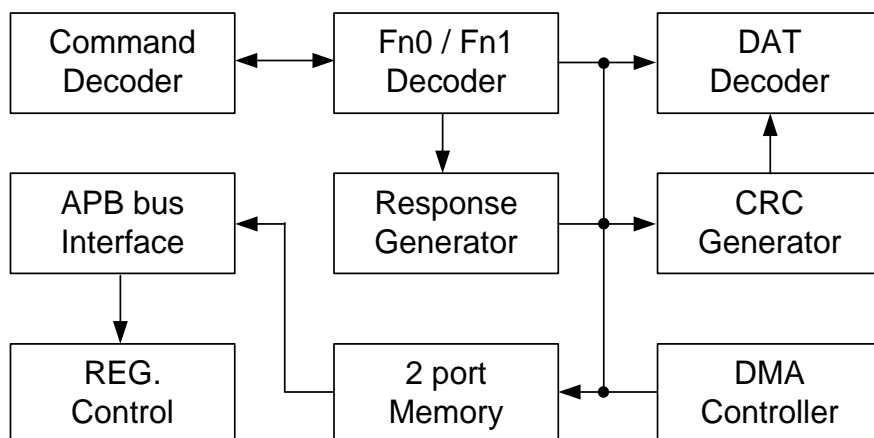 Command
Decoder
Fn0 / Fn1
Decoder
DAT
Decoder
APB bus
Interface
Response
Generator
CRC
Generator
REG.
Control
2 port
Memory
DMA
Controller